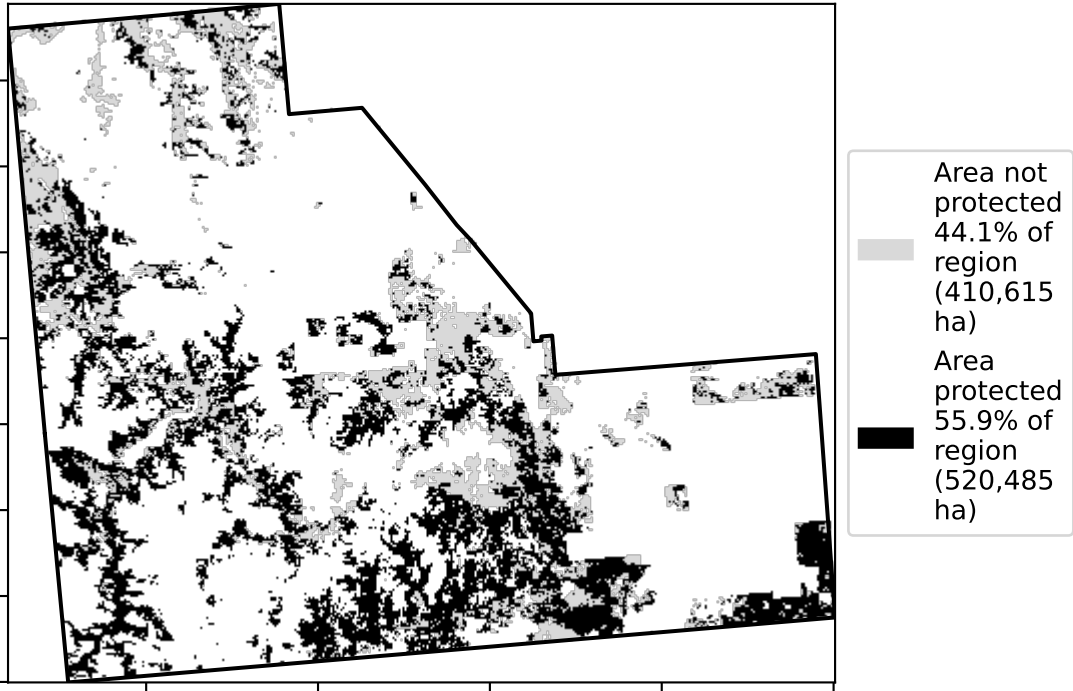 Area not
protected
44.1% of
region
(410,615
ha)
Area
protected
55.9% of
region
(520,485
ha)